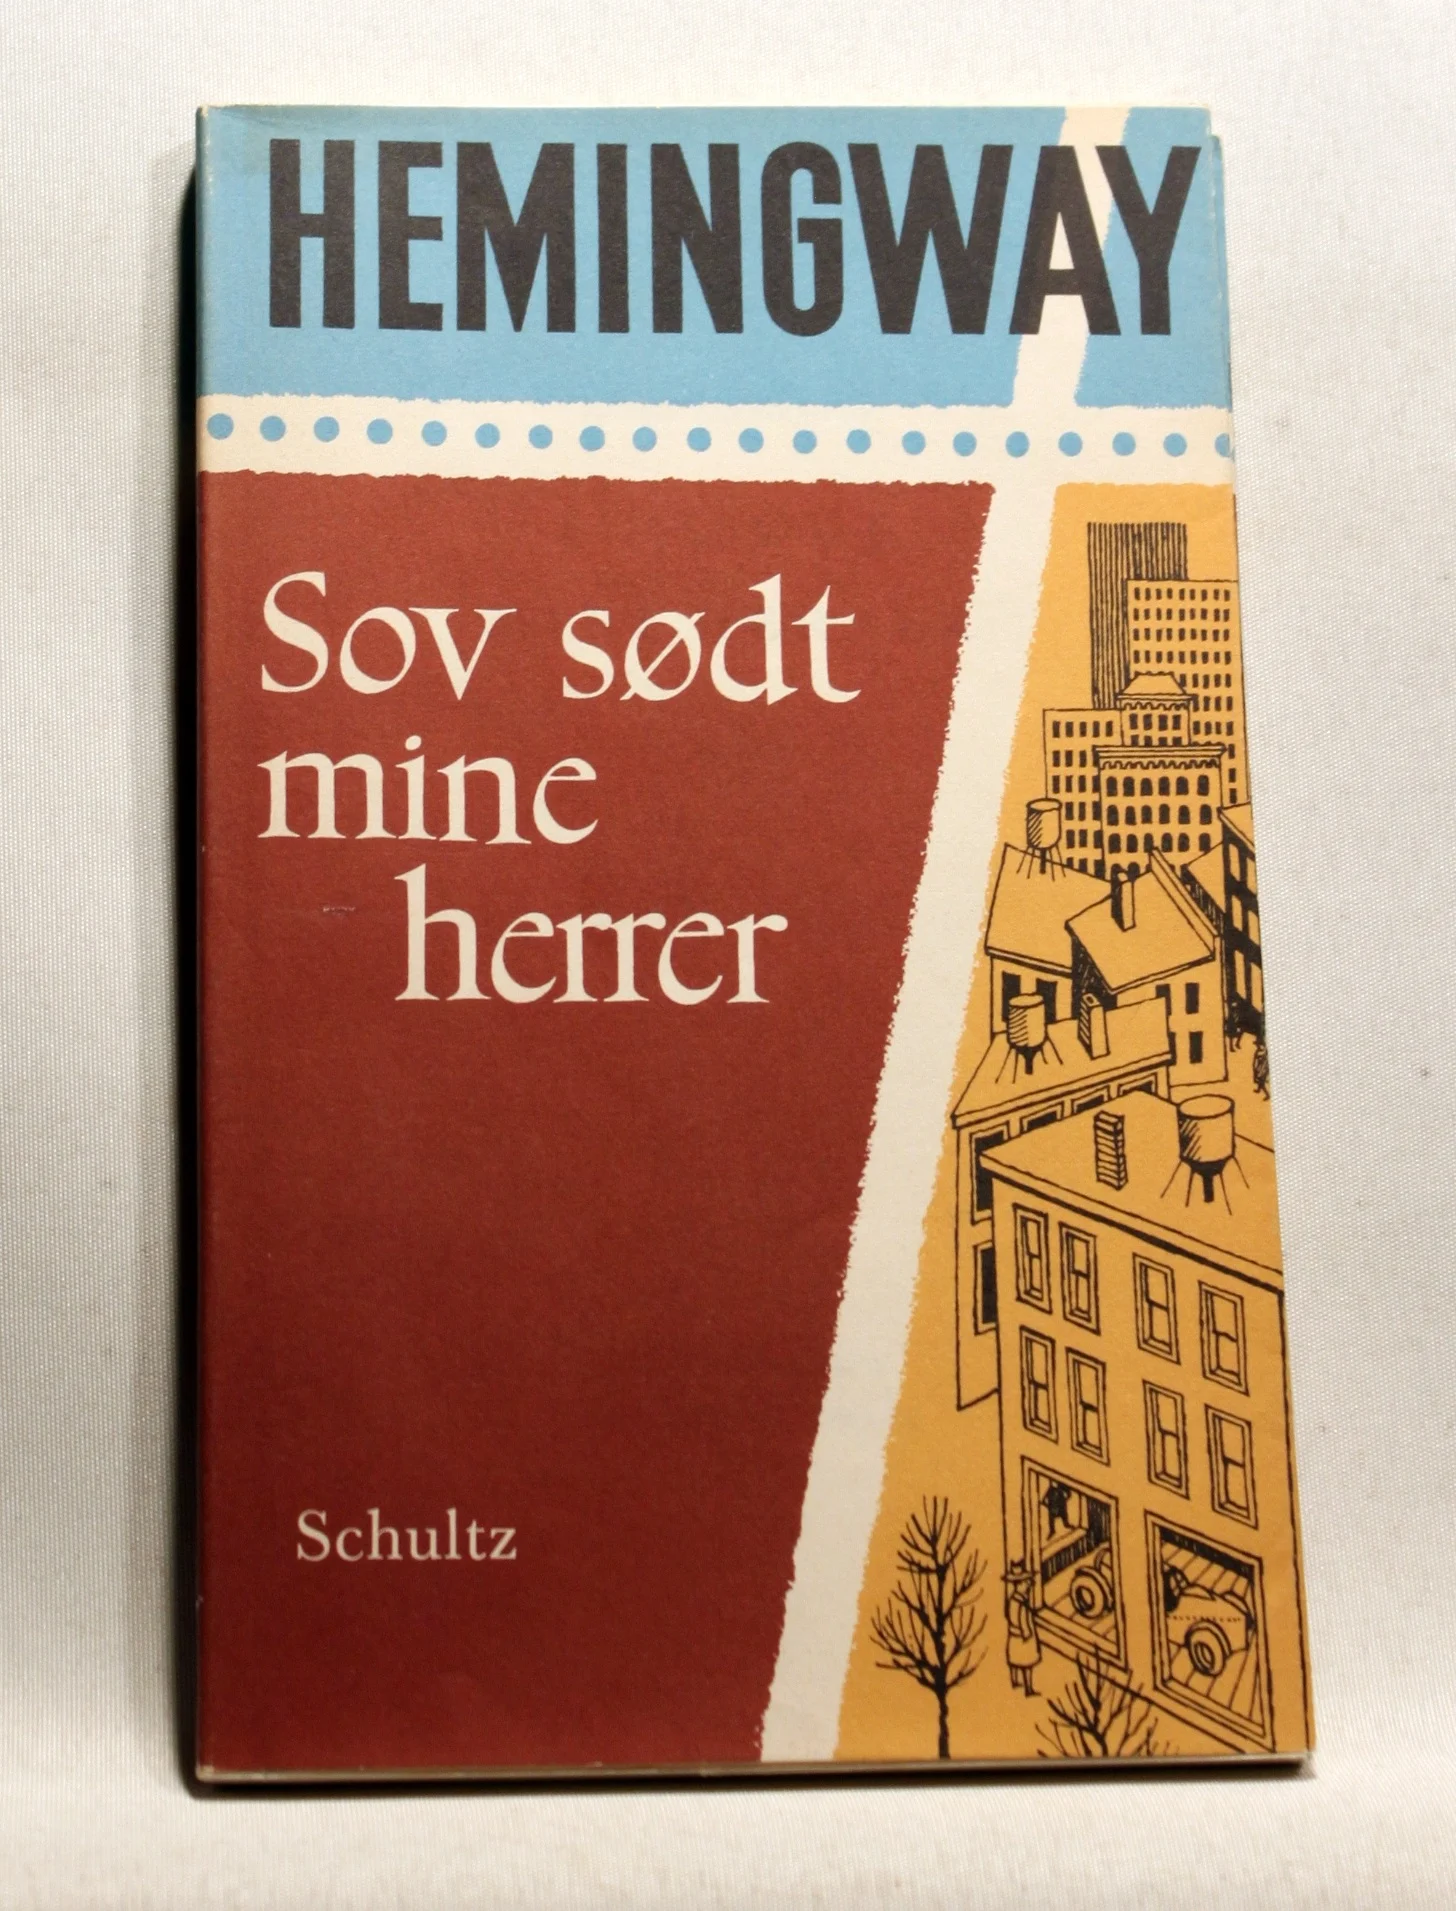 HEMINGWAY
Sov sødt
mine
herrer
Schultz